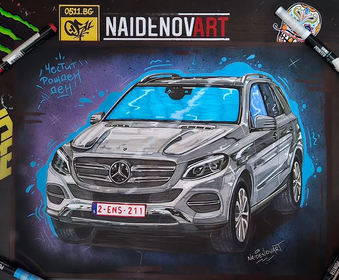 0511.BG
NAIDENOVART
Честит
Рожден
ден
2-ENS-211
NAIDENOVART